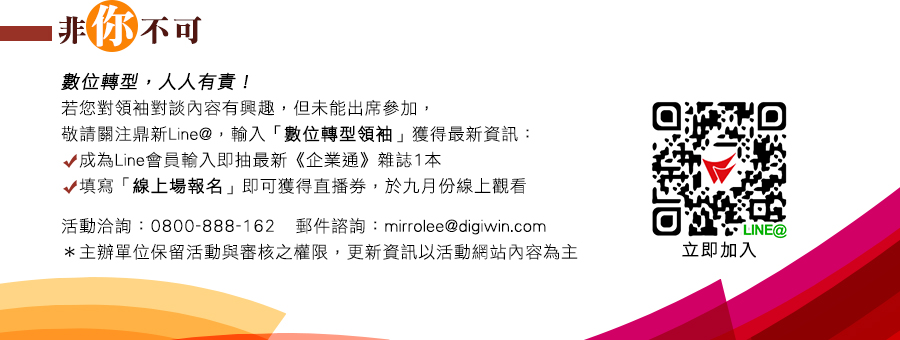 非你不可
數位轉型，人人有責！
若您對領袖對談內容有興趣，但未能出席參加，
敬請關注鼎新Line@，輸入「數位轉型領袖」獲得最新資訊：
成為Line會員輸入即抽最新《企業通》雜誌1本
填寫「線上場報名」即可獲得直播券，於九月份線上觀看
活動洽詢：0800-888-162 郵件諮詢：mirrolee@digiwin.com
＊主辦單位保留活動與審核之權限，更新資訊以活動網站內容為主
LINE@
立即加入